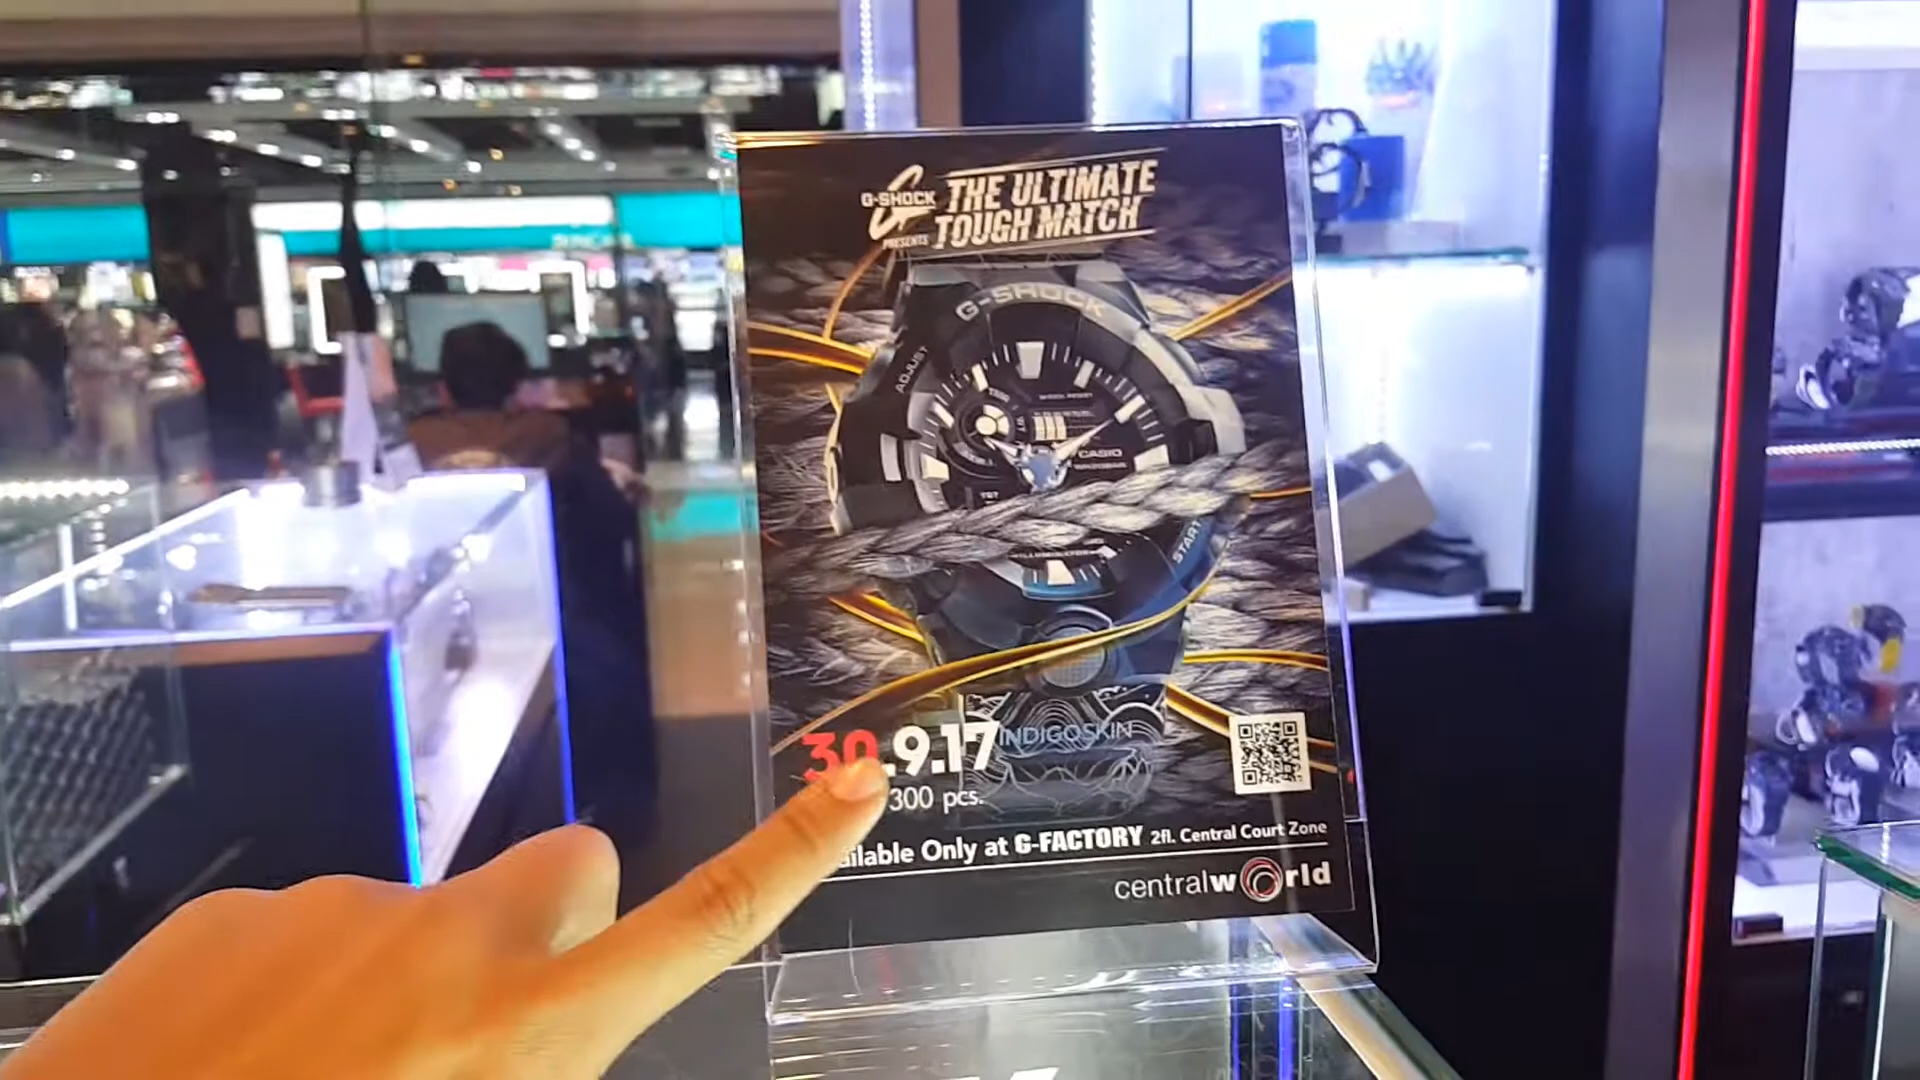 G-SHOCK
PRESENTS
THE ULTIMATE
TOUGH MATCH
G-SHOCK
ADJUST
CASIO
START
30.9.17
INDIGOSKIN
300 pcs.
Only at G-FACTORY 2fl. Central Court Zone
centralworld